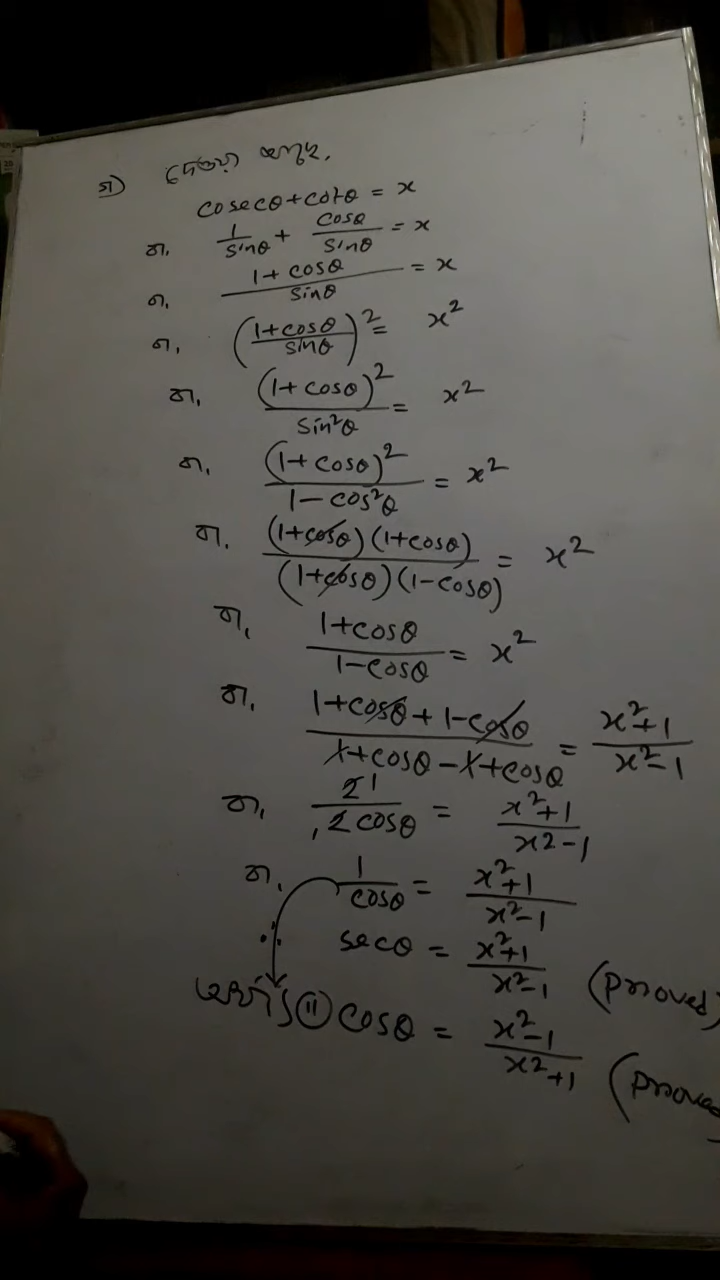 গ) দেওয়া আছে,
cosecθ+cotθ = x
বা, 1/sinθ + cosθ/sinθ = x
বা, (1+cosθ)/sinθ = x
বা, ((1+cosθ)/sinθ)² = x²
বা, (1+cosθ)²/sin²θ = x²
বা, (1+cosθ)²/(1-cos²θ) = x²
বা, (1+cosθ)(1+cosθ)/(1+cosθ)(1-cosθ) = x²
বা, (1+cosθ)/(1-cosθ) = x²
বা, (1+cosθ+1-cosθ)/(1+cosθ-1+cosθ) = (x²+1)/(x²-1)
বা, 2 1/1 2cosθ = (x²+1)/(x²-1)
বা, 1/cosθ = (x²+1)/(x²-1)
∴ secθ = (x²+1)/(x²-1) (proved)
(ii) cosθ = (x²-1)/(x²+1) (prove